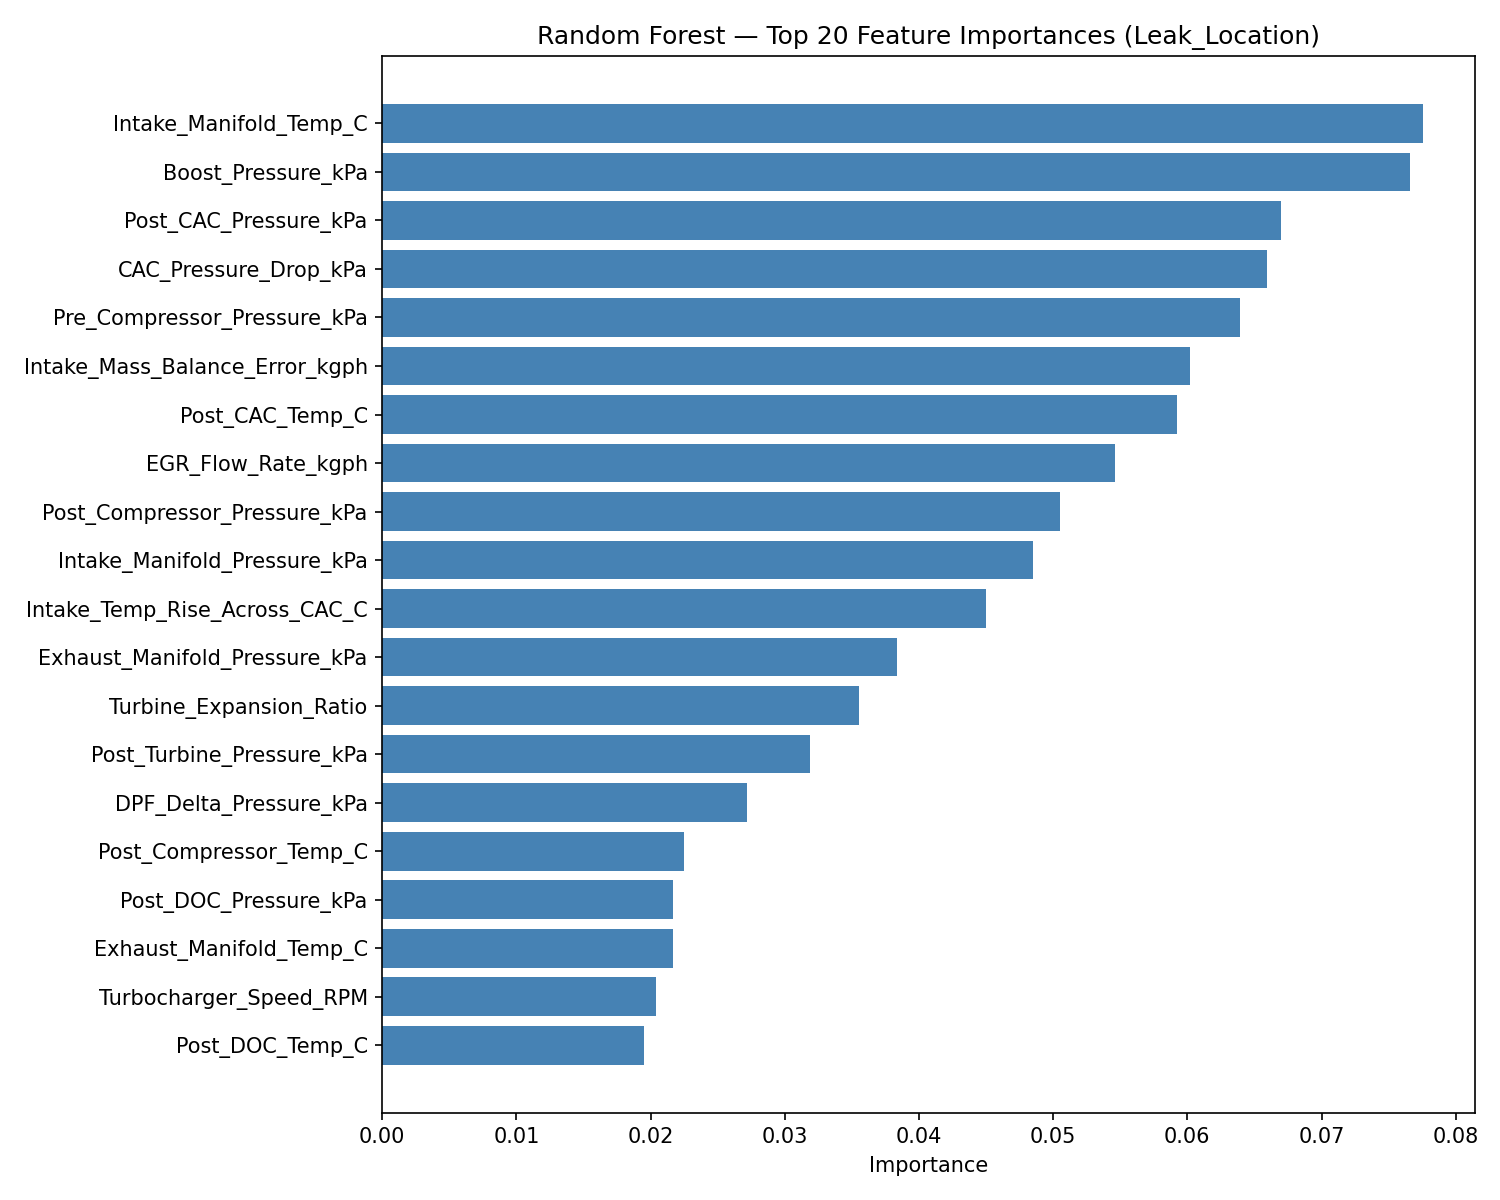 Random Forest — Top 20 Feature Importances (Leak_Location)
Intake_Manifold_Temp_C
Boost_Pressure_kPa
Post_CAC_Pressure_kPa
CAC_Pressure_Drop_kPa
Pre_Compressor_Pressure_kPa
Intake_Mass_Balance_Error_kgph
Post_CAC_Temp_C
EGR_Flow_Rate_kgph
Post_Compressor_Pressure_kPa
Intake_Manifold_Pressure_kPa
Intake_Temp_Rise_Across_CAC_C
Exhaust_Manifold_Pressure_kPa
Turbine_Expansion_Ratio
Post_Turbine_Pressure_kPa
DPF_Delta_Pressure_kPa
Post_Compressor_Temp_C
Post_DOC_Pressure_kPa
Exhaust_Manifold_Temp_C
Turbocharger_Speed_RPM
Post_DOC_Temp_C
0.00 0.01 0.02 0.03 0.04 0.05 0.06 0.07 0.08
Importance